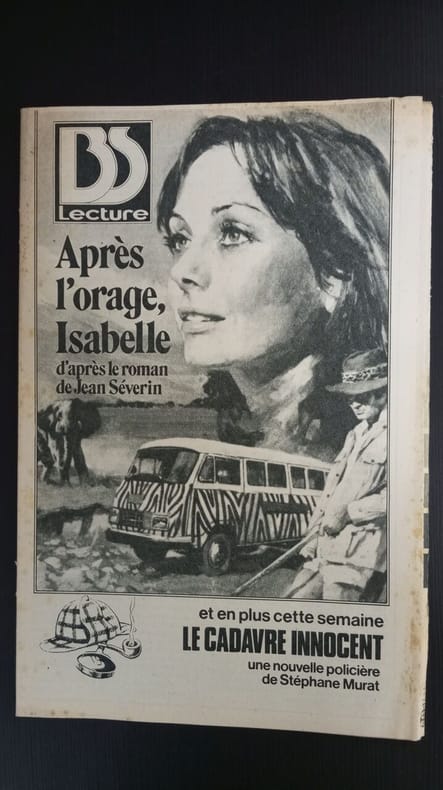 BS
Lecture
Après
l'orage,
Isabelle
d'après le roman
de Jean Séverin
et en plus cette semaine
LE CADAVRE INNOCENT
une nouvelle policière
de Stéphane Murat